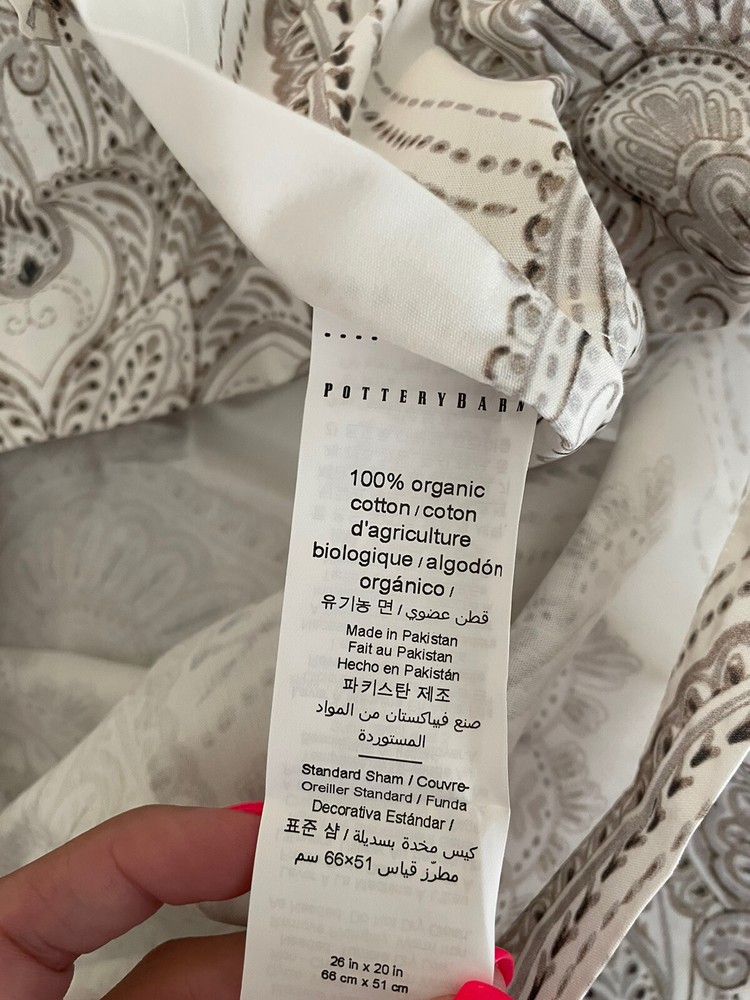 POTTERYBARN
100% organic
cotton / coton
d'agriculture
biologique / algodón
orgánico /
유기농 면 / قطن عضوي
Made in Pakistan
Fait au Pakistan
Hecho en Pakistán
파키스탄 제조
صنع فيباكستان من المواد
المستوردة
Standard Sham / Couvre-
Oreiller Standard / Funda
Decorativa Estándar /
표준 샴 / كيس مخدة بسديلة
مطرّز قياس 51×66 سم
26 in x 20 in
66 cm x 51 cm